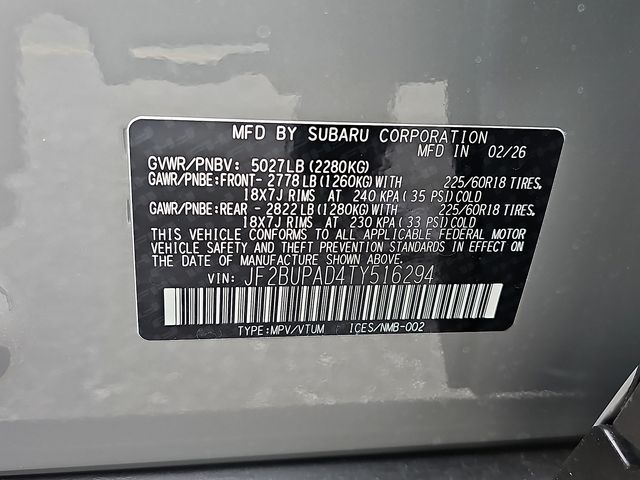 MFD BY SUBARU CORPORATION
MFD IN 02/26
GVWR/PNBV: 5027LB (2280KG)
GAWR/PNBE:FRONT- 2778 LB (1260KG) WITH 225/60R18 TIRES,
18X7J RIMS AT 240 KPA ( 35 PSI) COLD
GAWR/PNBE:REAR - 2822 LB (1280KG) WITH 225/60R18 TIRES,
18X7J RIMS AT 230 KPA ( 33 PSI) COLD
THIS VEHICLE CONFORMS TO ALL APPLICABLE FEDERAL MOTOR
VEHICLE SAFETY AND THEFT PREVENTION STANDARDS IN EFFECT ON
THE DATE OF MANUFACTURE SHOWN ABOVE.
VIN: JF2BUPAD4TY516294
TYPE:MPV/VTUM ICES/NMB-002